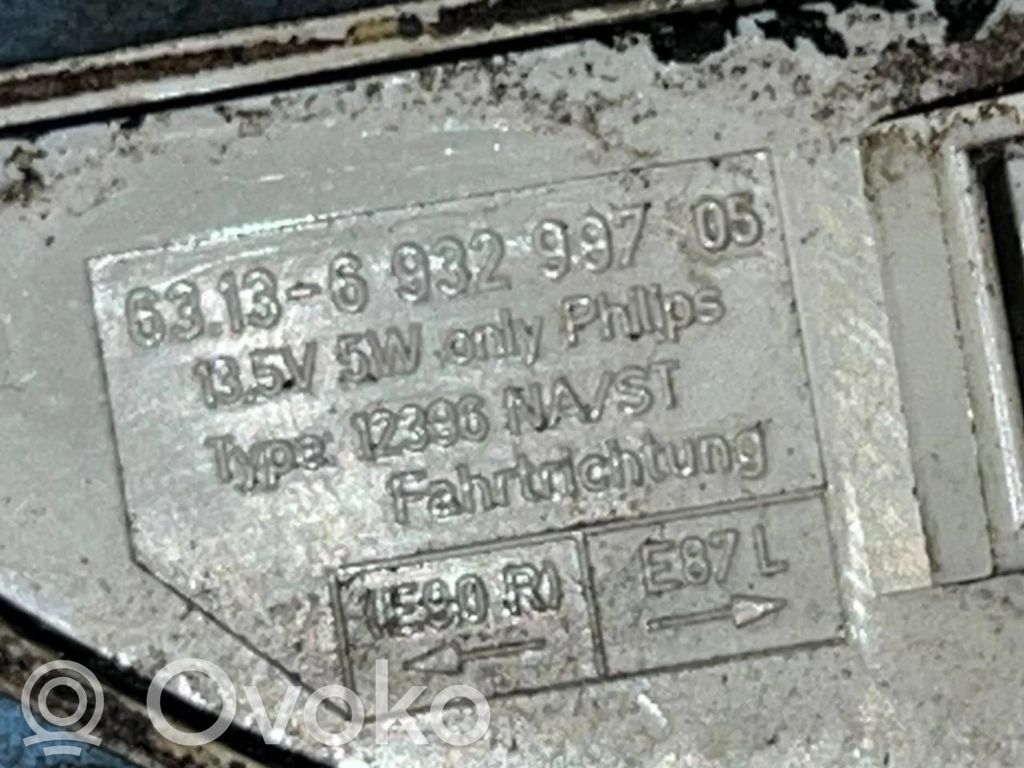 63.13-6 932 997 05
13.5V 5W only Philips
Type: 12396 NA/ST
Fahrtrichtung
(E90 R) E87 L
Ovoko